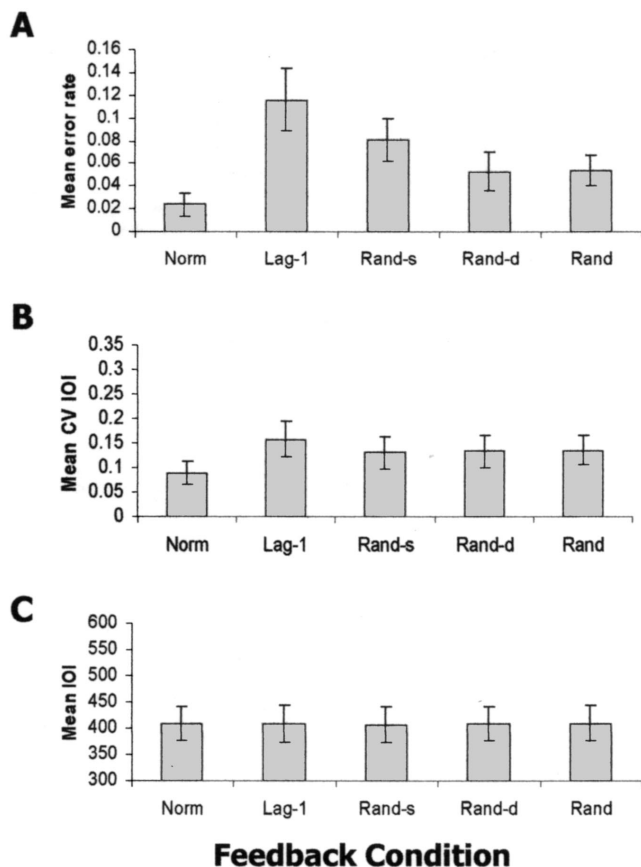 A
Mean error rate
0.16
0.14
0.12
0.1
0.08
0.06
0.04
0.02
0
Norm Lag-1 Rand-s Rand-d Rand
B
Mean CV IOI
0.35
0.3
0.25
0.2
0.15
0.1
0.05
0
Norm Lag-1 Rand-s Rand-d Rand
C
Mean IOI
600
550
500
450
400
350
300
Norm Lag-1 Rand-s Rand-d Rand
Feedback Condition